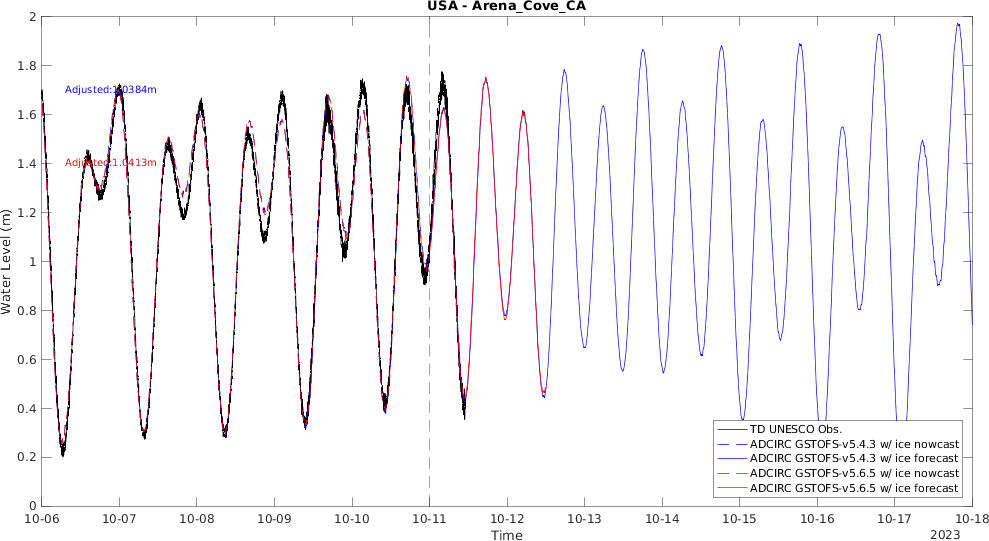 USA - Arena_Cove_CA
2
1.8
1.6
1.4
1.2
1
0.8
0.6
0.4
0.2
0
Water Level (m)
Adjusted:1.0384m
Adjusted:1.0413m
TD UNESCO Obs.
ADCIRC GSTOFS-v5.4.3 w/ ice nowcast
ADCIRC GSTOFS-v5.4.3 w/ ice forecast
ADCIRC GSTOFS-v5.6.5 w/ ice nowcast
ADCIRC GSTOFS-v5.6.5 w/ ice forecast
10-06 10-07 10-08 10-09 10-10 10-11 10-12 10-13 10-14 10-15 10-16 10-17 10-18
Time
2023